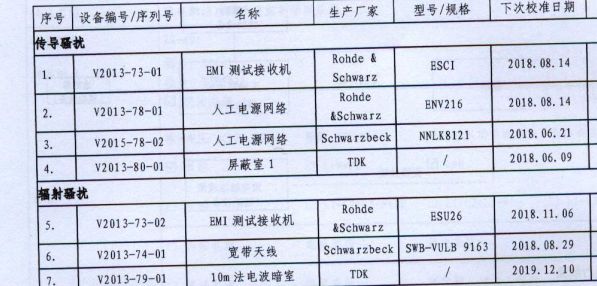 序号 设备编号/序列号 名称 生产厂家 型号/规格 下次校准日期
传导骚扰
1. V2013-73-01 EMI 测试接收机 Rohde & Schwarz ESCI 2018.08.14
2. V2013-78-01 人工电源网络 Rohde &Schwarz ENV216 2018.08.14
3. V2015-78-02 人工电源网络 Schwarzbeck NNLK8121 2018.06.21
4. V2013-80-01 屏蔽室 1 TDK / 2018.06.09
辐射骚扰
5. V2013-73-02 EMI 测试接收机 Rohde &Schwarz ESU26 2018.11.06
6. V2013-74-01 宽带天线 Schwarzbeck SWB-VULB 9163 2018.08.29
7. V2013-79-01 10m 法电波暗室 TDK / 2019.12.10